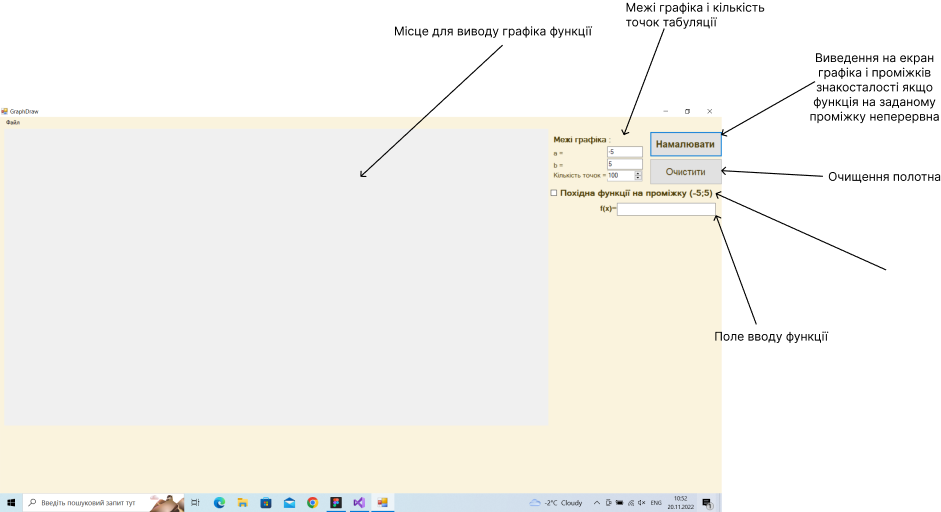 Межі графіка і кількість
точок табуляції
Місце для виводу графіка функції
Виведення на екран
графіка і проміжків
знакосталості якщо
функція на заданому
проміжку неперервна
GraphDraw
Файл
Межі графіка :
a =
-5
b =
5
Кількість точок =
100
Намалювати
Очистити
Очищення полотна
Похідна функції на проміжку (-5;5)
f(x)=
Поле вводу функції
Введіть пошуковий запит тут
-2°C Cloudy
ENG
10:52
20.11.2022